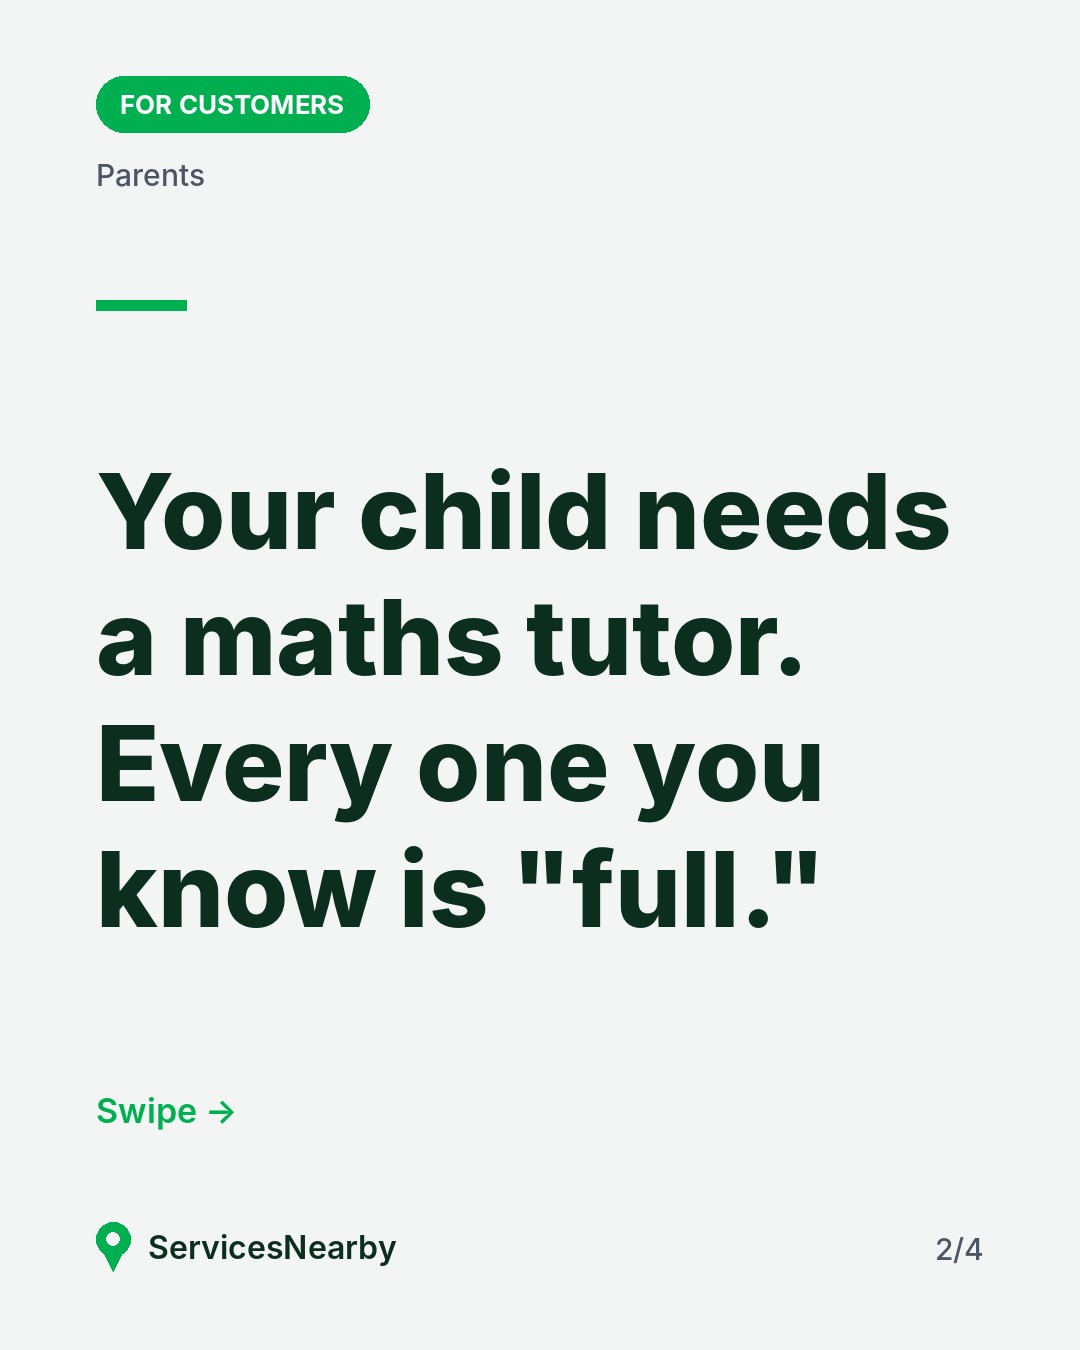 FOR CUSTOMERS
Parents
Your child needs
a maths tutor.
Every one you
know is "full."
Swipe →
ServicesNearby
2/4